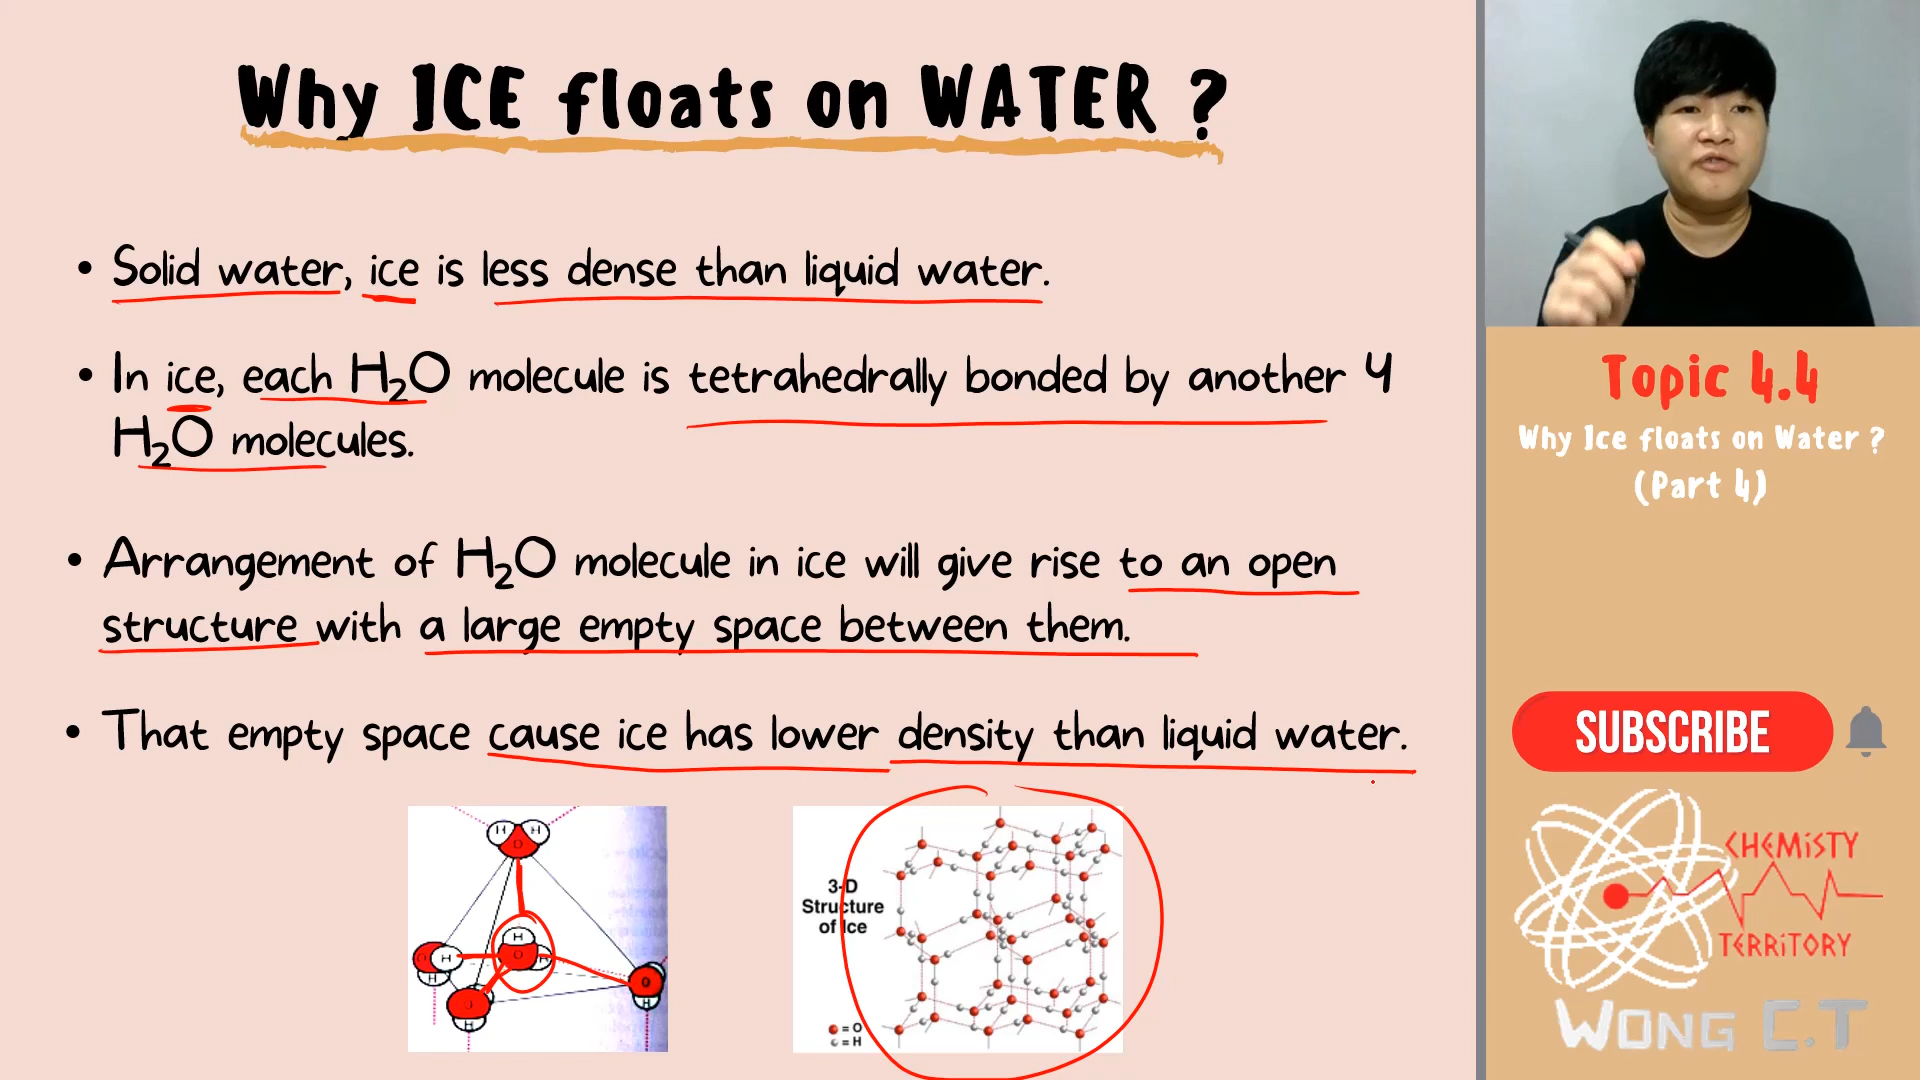 Why ICE floats on WATER ?
• Solid water, ice is less dense than liquid water.
• In ice, each H₂O molecule is tetrahedrally bonded by another 4
H₂O molecules.
• Arrangement of H₂O molecule in ice will give rise to an open
structure with a large empty space between them.
• That empty space cause ice has lower density than liquid water.
H H
O
H
O H
O H
H
O
H
O
H
3-D
Structure
of Ice
= O
= H
Topic 4.4
Why Ice floats on Water ?
(Part 4)
SUBSCRIBE
CHEMiSTY
TERRiTORY
WONG C.T